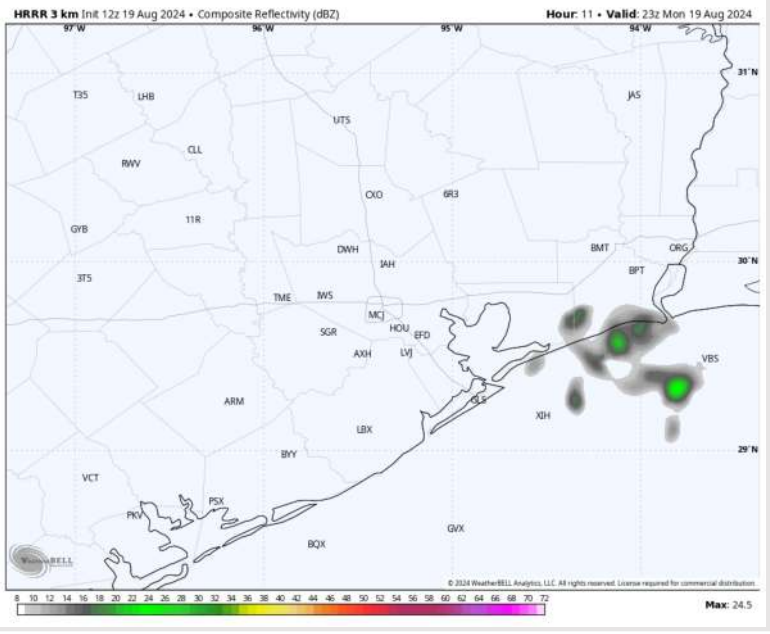 HRRR 3 km Init 12z 19 Aug 2024 • Composite Reflectivity (dBZ) Hour: 11 • Valid: 23z Mon 19 Aug 2024
97°W 96°W 95°W 94°W
31°N
T35 LHB JAS
UTS
CLL
RWV
CXO 6R3
11R
GYB
DWH BMT ORG
IAH 30°N
BPT
3T5
TME IWS
MCJ
SGR HOU EFD
AXH LVJ
VBS
ARM GLS
XIH
LBX
BYY 29°N
VCT
PSX
PKV
GVX
BQX
WeatherBELL
© 2024 WeatherBELL Analytics, LLC. All rights reserved. License required for commercial distribution.
8 10 12 14 16 18 20 22 24 26 28 30 32 34 36 38 40 42 44 46 48 50 52 54 56 58 60 62 64 66 68 70 72 Max: 24.5